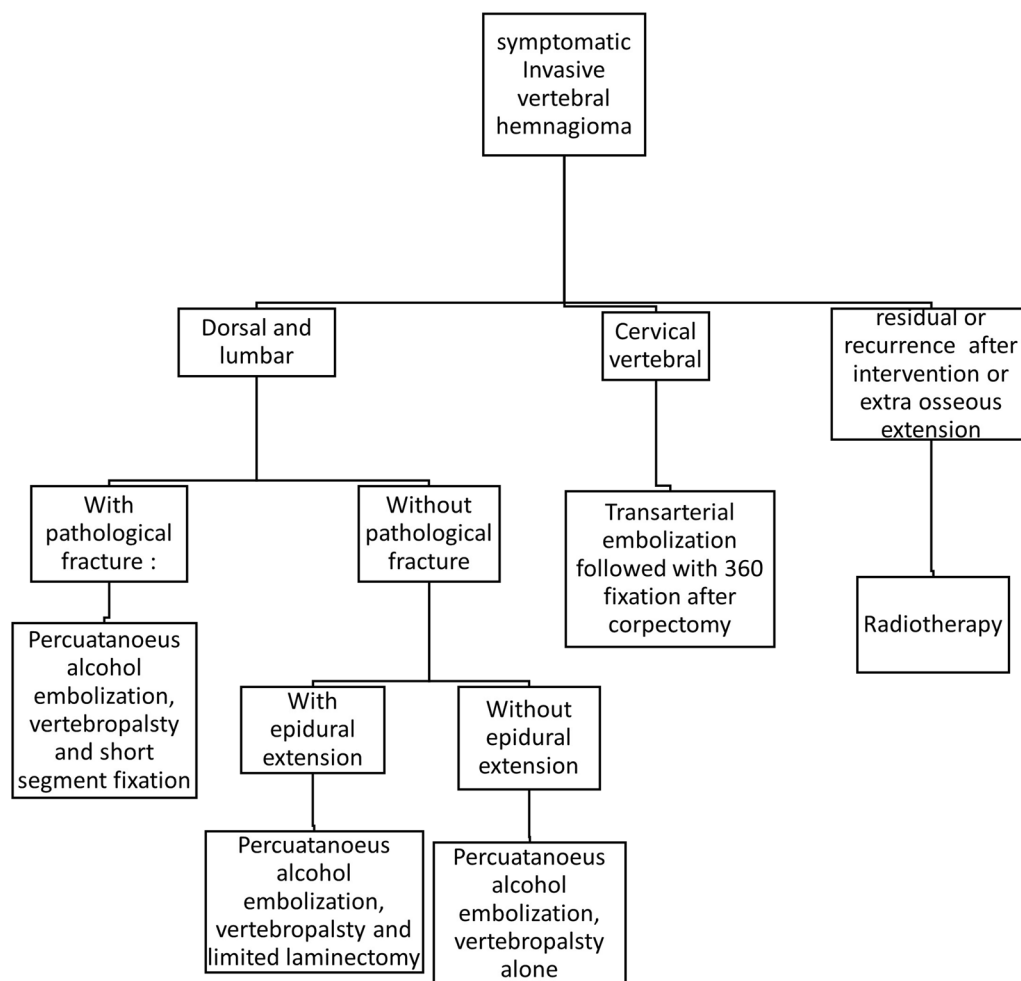 symptomatic
Invasive
vertebral
hemnagioma
Dorsal and
lumbar
Cervical
vertebral
residual or
recurrence after
intervention or
extra osseous
extension
With
pathological
fracture :
Without
pathological
fracture
Transarterial
embolization
followed with 360
fixation after
corpectomy
Radiotherapy
Percuatanoeus
alcohol
embolization,
vertebropalsty
and short
segment fixation
With
epidural
extension
Without
epidural
extension
Percuatanoeus
alcohol
embolization,
vertebropalsty and
limited laminectomy
Percuatanoeus
alcohol
embolization,
vertebropalsty
alone